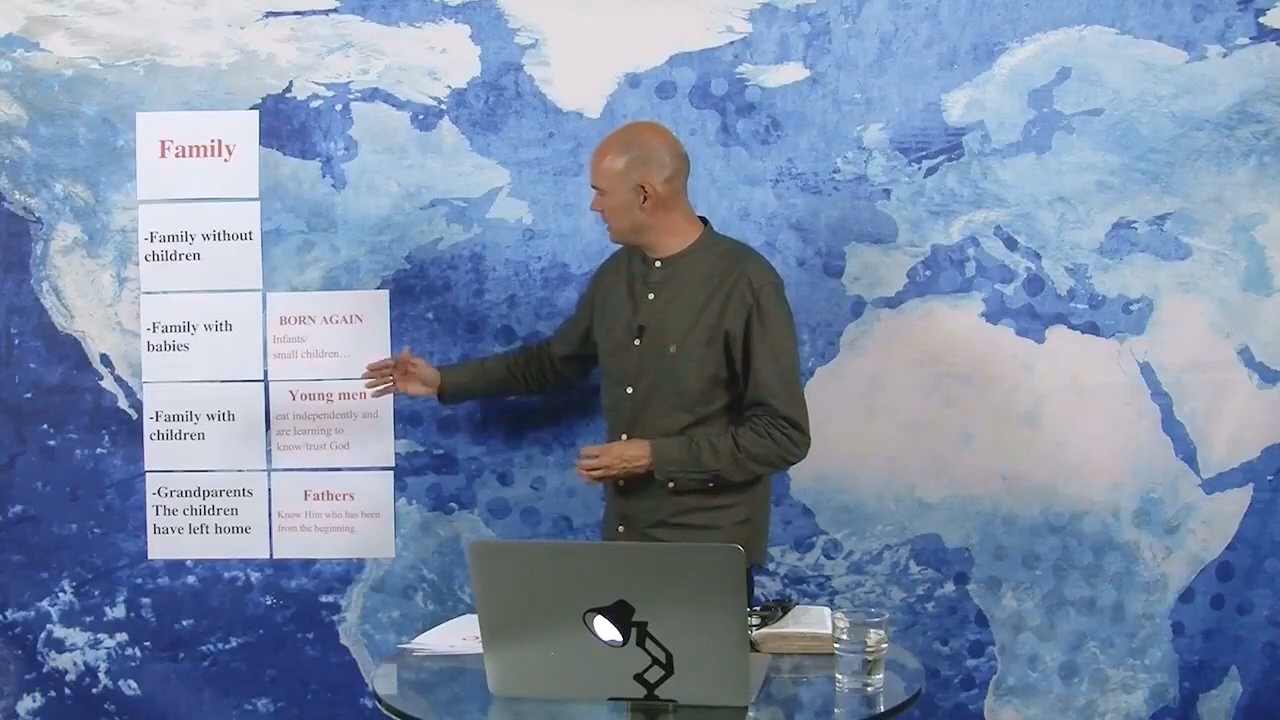 Family
-Family without
children
-Family with
babies
BORN AGAIN
Infants/
small children…
-Family with
children
Young men
eat independently and
are learning to
know/trust God
-Grandparents
The children
have left home
Fathers
Know Him who has been
from the beginning.